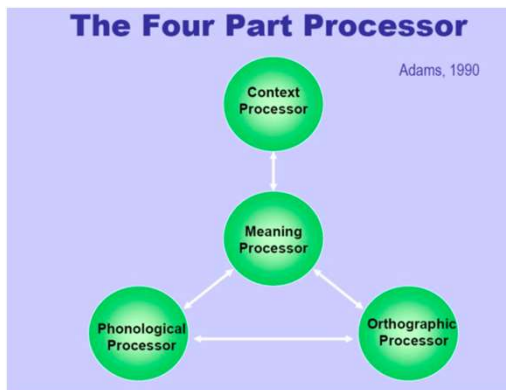 The Four Part Processor
Adams, 1990
Context
Processor
Meaning
Processor
Phonological
Processor
Orthographic
Processor